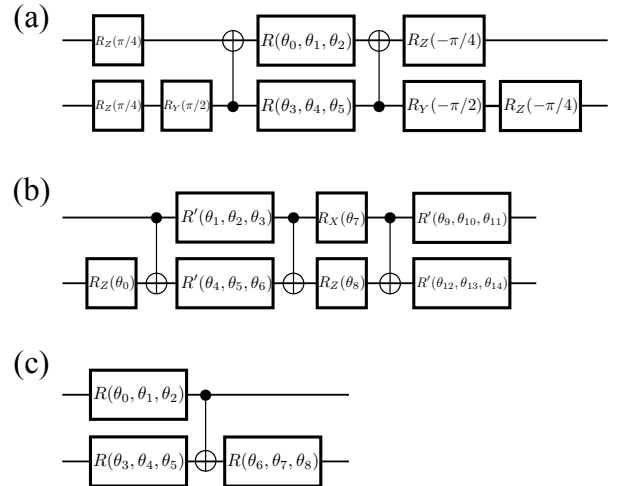 (a)
R_Z(π/4) R(θ_0, θ_1, θ_2) R_Z(−π/4)
R_Z(π/4) R_Y(π/2) R(θ_3, θ_4, θ_5) R_Y(−π/2) R_Z(−π/4)
(b)
R′(θ_1, θ_2, θ_3) R_X(θ_7) R′(θ_9, θ_10, θ_11)
R_Z(θ_0) R′(θ_4, θ_5, θ_6) R_Z(θ_8) R′(θ_12, θ_13, θ_14)
(c)
R(θ_0, θ_1, θ_2)
R(θ_3, θ_4, θ_5) R(θ_6, θ_7, θ_8)